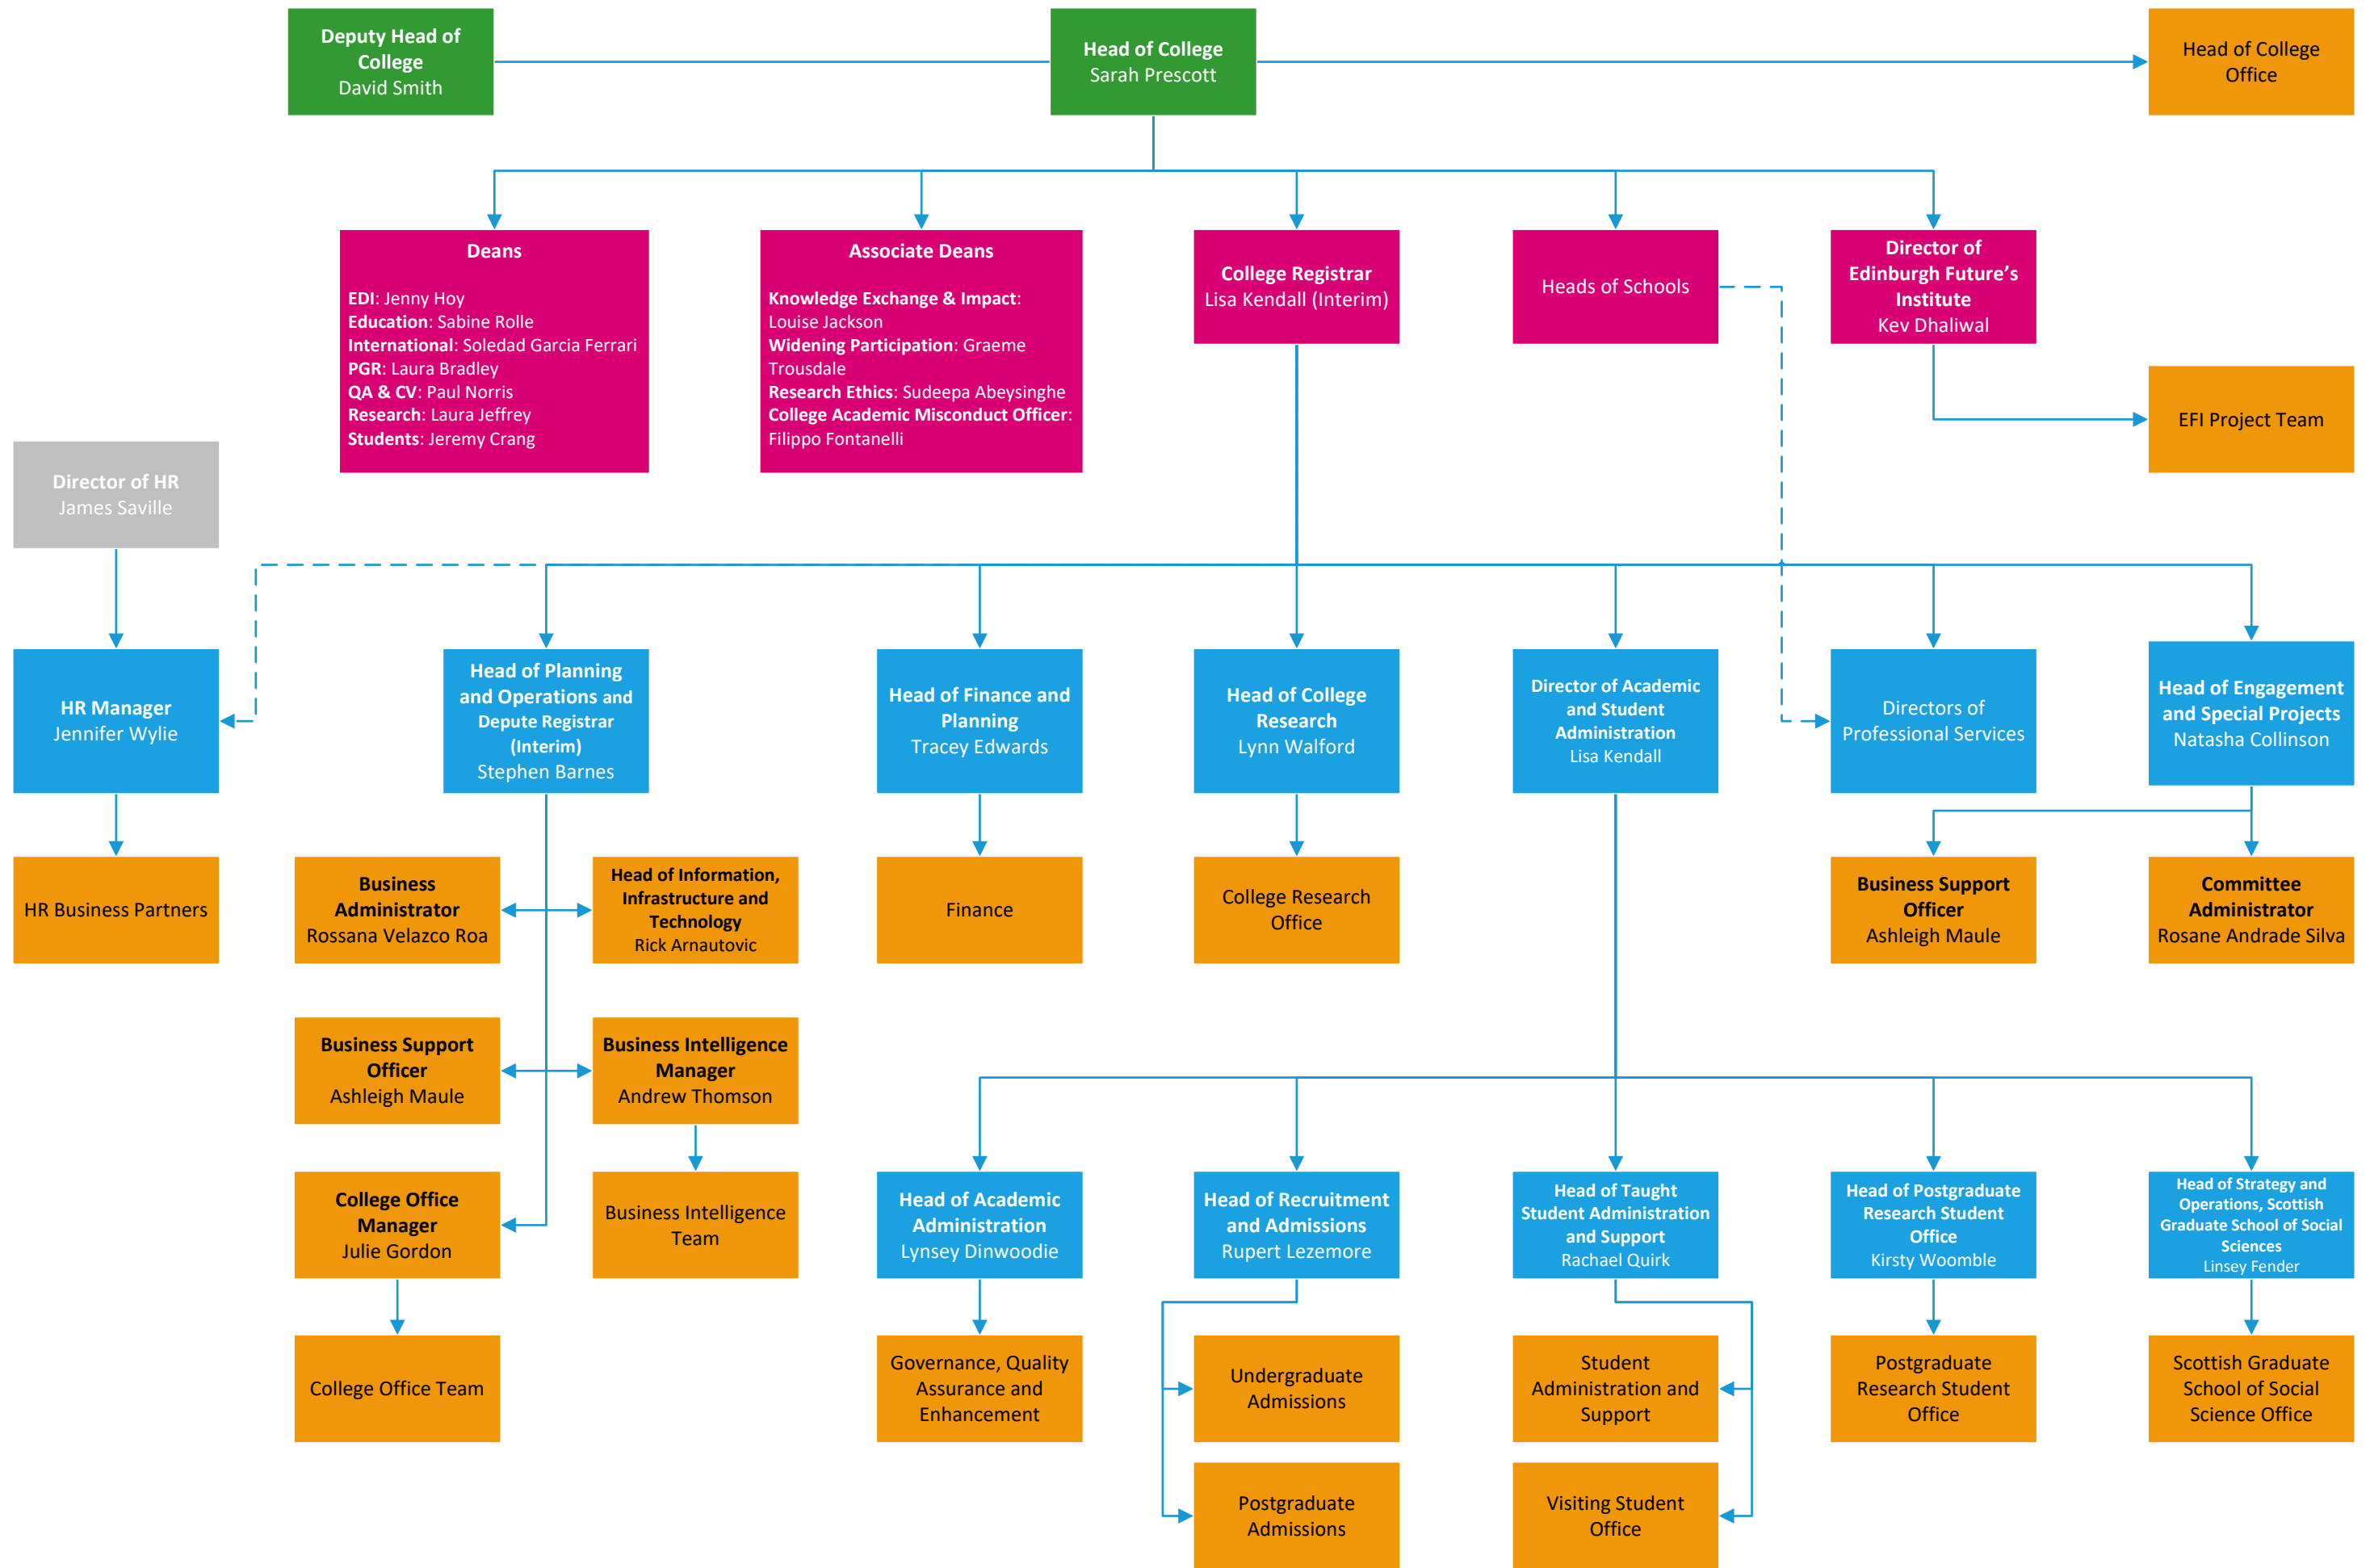 Deputy Head of
College
David Smith
Head of College
Sarah Prescott
Head of College
Office
Deans
EDI: Jenny Hoy
Education: Sabine Rolle
International: Soledad Garcia Ferrari
PGR: Laura Bradley
QA & CV: Paul Norris
Research: Laura Jeffrey
Students: Jeremy Crang
Associate Deans
Knowledge Exchange & Impact:
Louise Jackson
Widening Participation: Graeme
Trousdale
Research Ethics: Sudeepa Abeysinghe
College Academic Misconduct Officer:
Filippo Fontanelli
College Registrar
Lisa Kendall (Interim)
Heads of Schools
Director of
Edinburgh Future's
Institute
Kev Dhaliwal
EFI Project Team
Director of HR
James Saville
HR Manager
Jennifer Wylie
Head of Planning
and Operations and
Depute Registrar
(Interim)
Stephen Barnes
Head of Finance and
Planning
Tracey Edwards
Head of College
Research
Lynn Walford
Director of Academic
and Student
Administration
Lisa Kendall
Directors of
Professional Services
Head of Engagement
and Special Projects
Natasha Collinson
HR Business Partners
Business
Administrator
Rossana Velazco Roa
Head of Information,
Infrastructure and
Technology
Rick Arnautovic
Finance
College Research
Office
Business Support
Officer
Ashleigh Maule
Committee
Administrator
Rosane Andrade Silva
Business Support
Officer
Ashleigh Maule
Business Intelligence
Manager
Andrew Thomson
College Office
Manager
Julie Gordon
Business Intelligence
Team
Head of Academic
Administration
Lynsey Dinwoodie
Head of Recruitment
and Admissions
Rupert Lezemore
Head of Taught
Student Administration
and Support
Rachael Quirk
Head of Postgraduate
Research Student
Office
Kirsty Woomble
Head of Strategy and
Operations, Scottish
Graduate School of Social
Sciences
Linsey Fender
College Office Team
Governance, Quality
Assurance and
Enhancement
Undergraduate
Admissions
Student
Administration and
Support
Postgraduate
Research Student
Office
Scottish Graduate
School of Social
Science Office
Postgraduate
Admissions
Visiting Student
Office